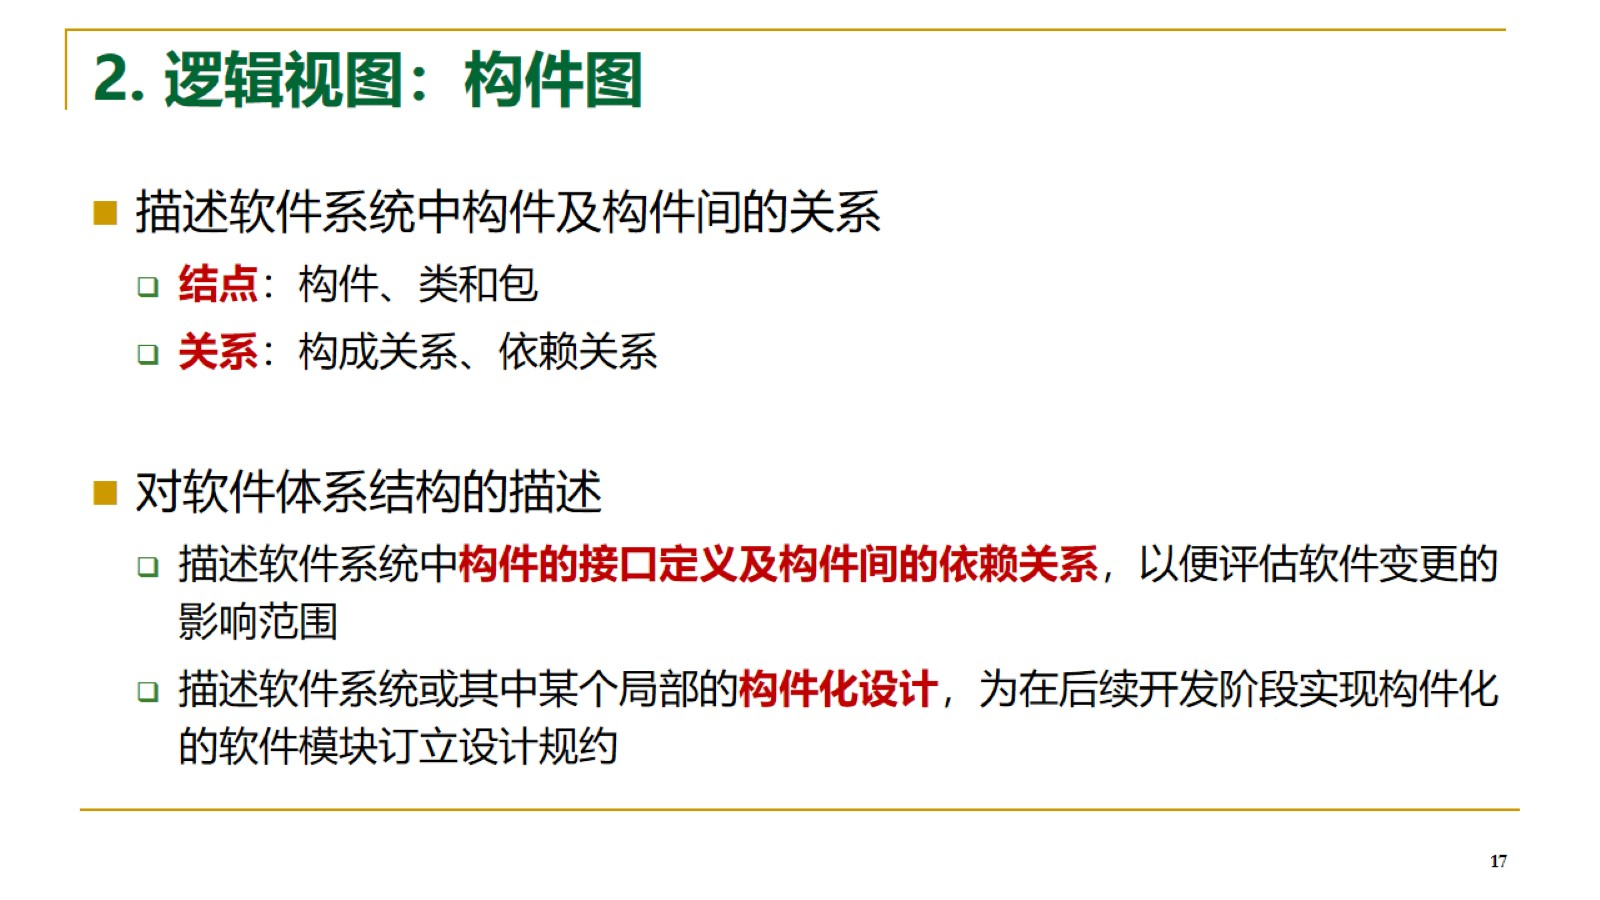 2. 逻辑视图：构件图
描述软件系统中构件及构件间的关系
结点：构件、类和包
关系：构成关系、依赖关系
对软件体系结构的描述
描述软件系统中构件的接口定义及构件间的依赖关系，以便评估软件变更的
影响范围
描述软件系统或其中某个局部的构件化设计，为在后续开发阶段实现构件化
的软件模块订立设计规约
17